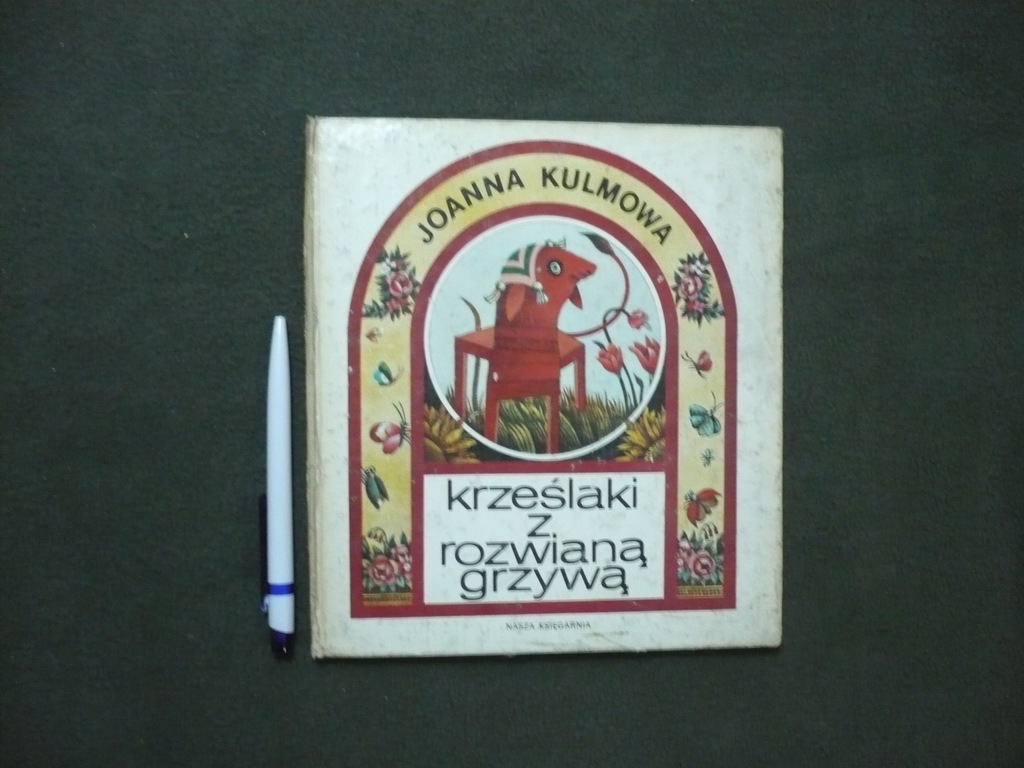 JOANNA KULMOWA
krześlaki
z
rozwianą
grzywą
NASZA KSIĘGARNIA